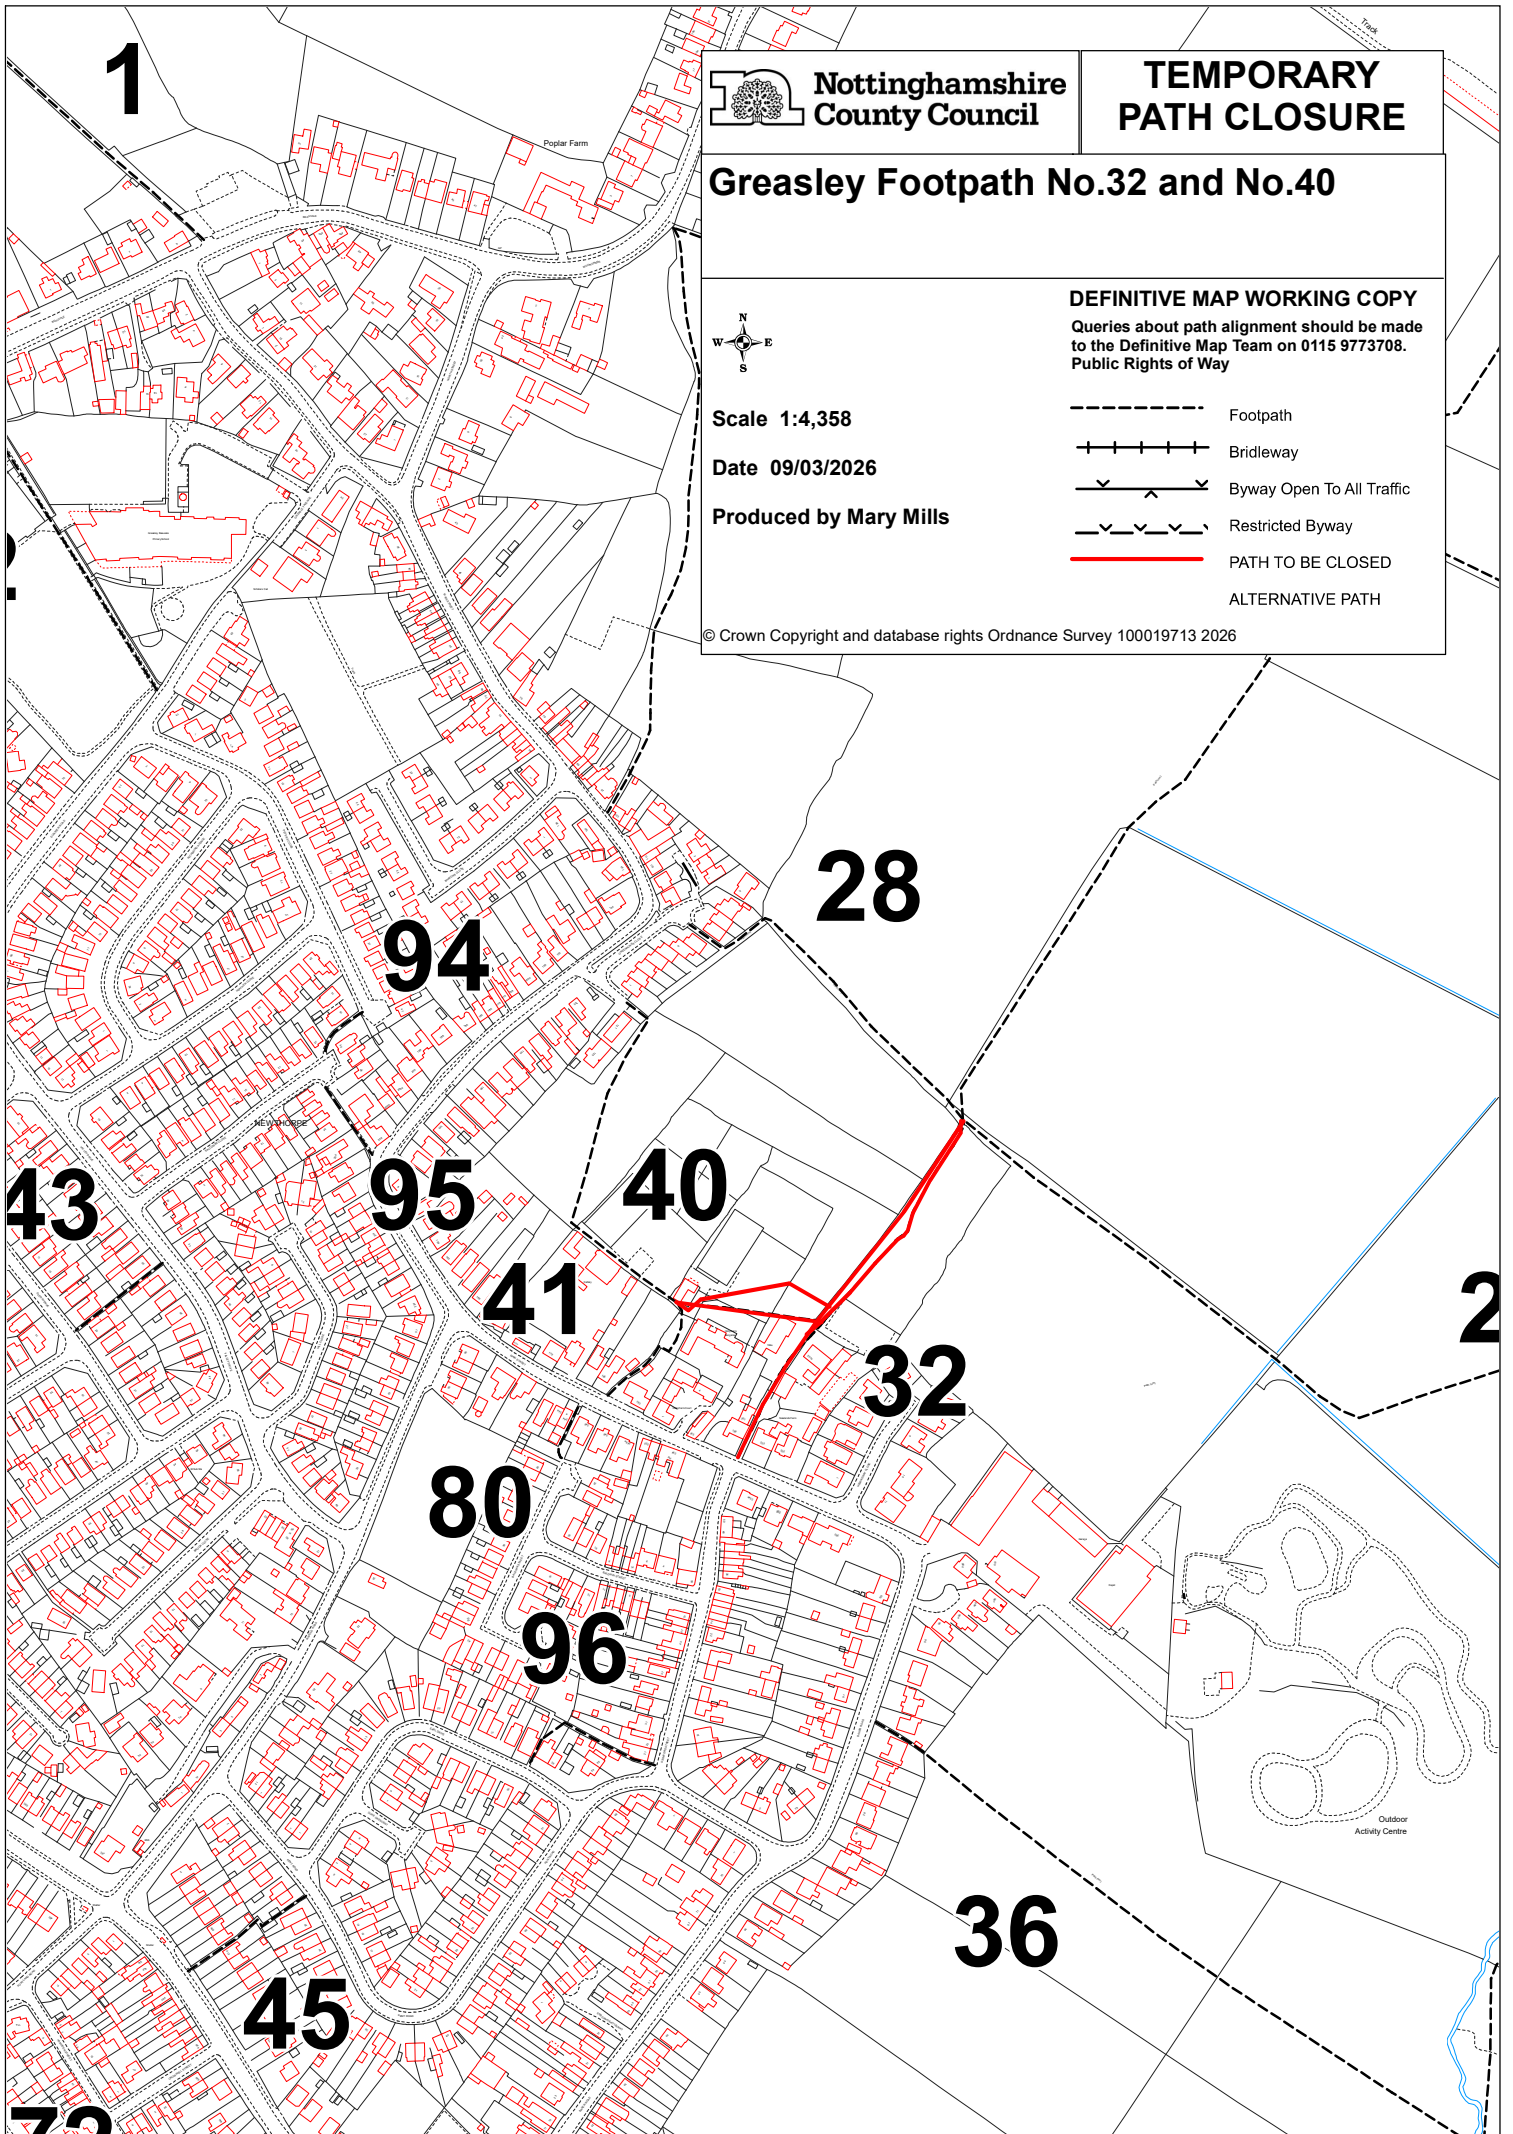 1
Track
Poplar Farm
Nottinghamshire
County Council
TEMPORARY
PATH CLOSURE
Greasley Footpath No.32 and No.40
N
W E
S
Scale 1:4,358
Date 09/03/2026
Produced by Mary Mills
DEFINITIVE MAP WORKING COPY
Queries about path alignment should be made
to the Definitive Map Team on 0115 9773708.
Public Rights of Way
Footpath
Bridleway
Byway Open To All Traffic
Restricted Byway
PATH TO BE CLOSED
ALTERNATIVE PATH
© Crown Copyright and database rights Ordnance Survey 100019713 2026
28
94
NEWTHORPE
40
95
43
41
2
32
80
96
Outdoor
Activity Centre
36
45